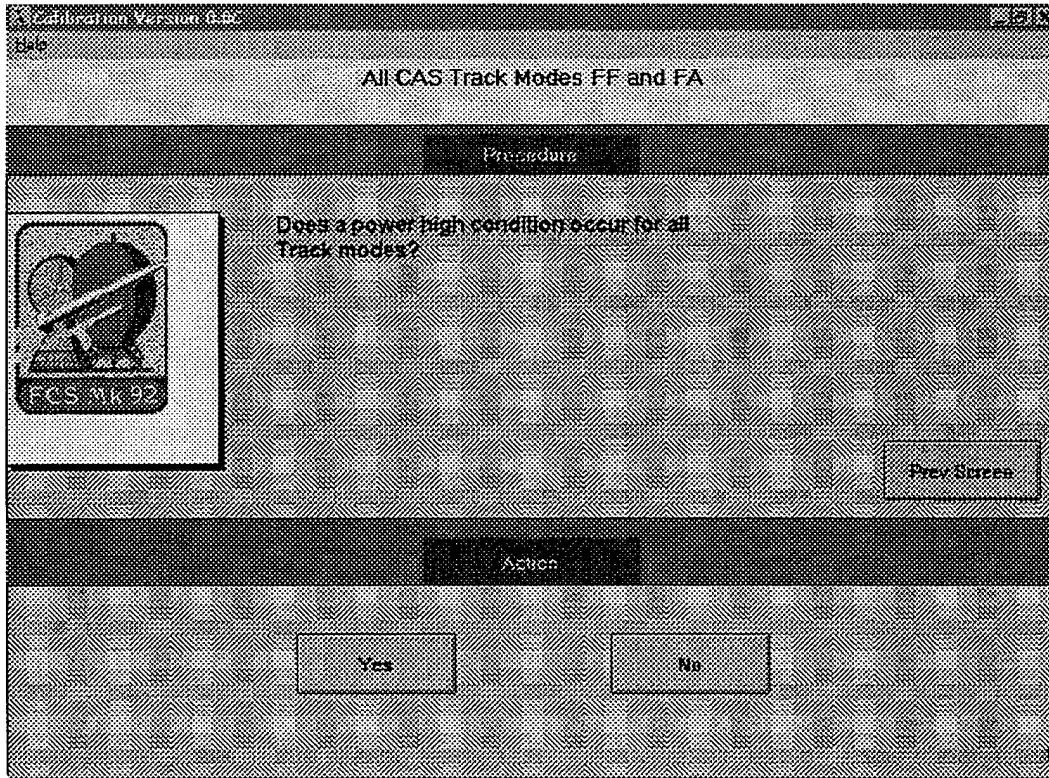 Calibration Version 0.8C
Help
All CAS Track Modes FF and FA
Procedure
Does a power high condition occur for all
Track modes?
FCS Mk 92
Prev Screen
Action
Yes
No